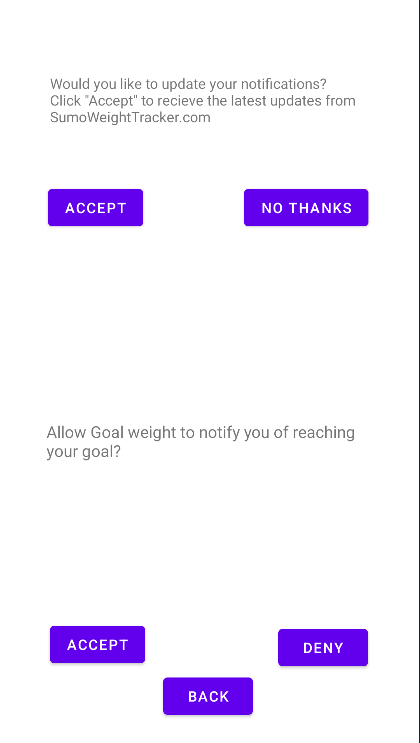 Would you like to update your notifications?
Click "Accept" to recieve the latest updates from
SumoWeightTracker.com
ACCEPT NO THANKS
Allow Goal weight to notify you of reaching
your goal?
ACCEPT DENY
BACK